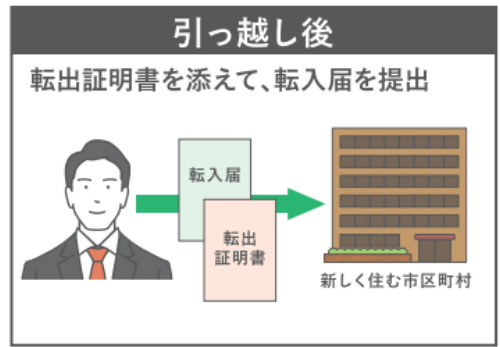 引っ越し後
転出証明書を添えて、転入届を提出
転入届
転出
証明書
新しく住む市区町村